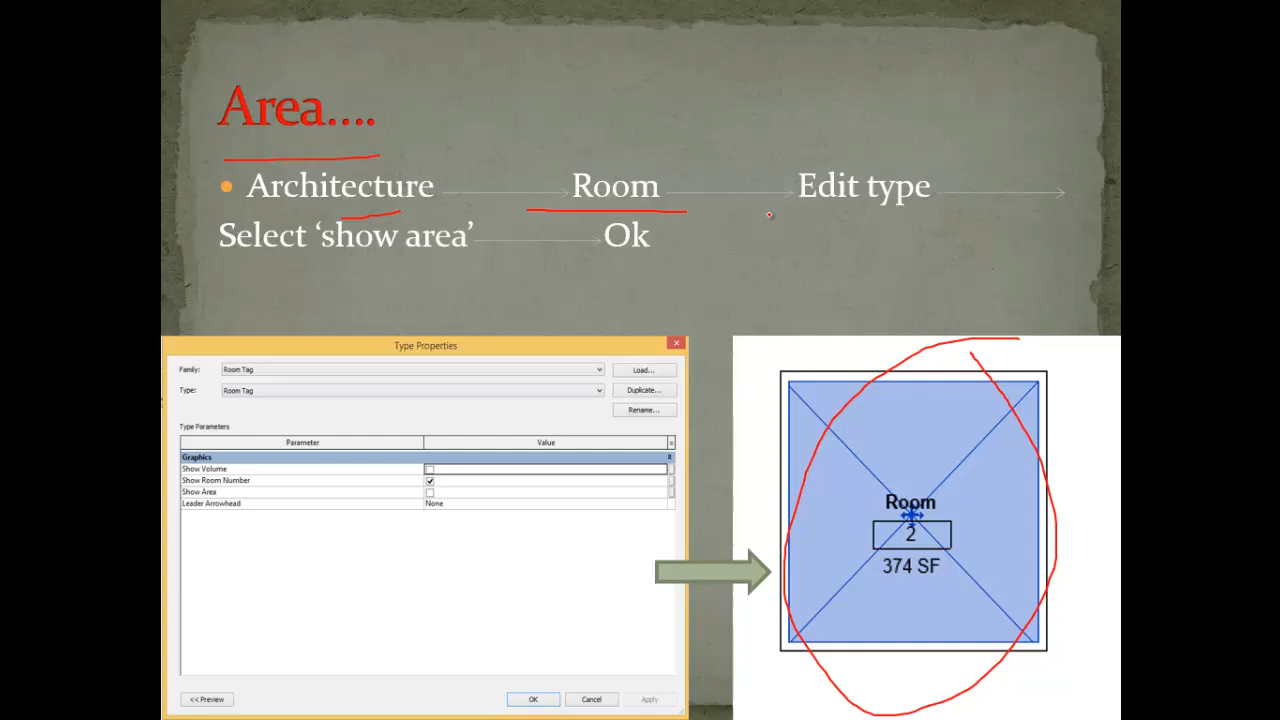 Area....
Architecture Room Edit type
Select ‘show area’ Ok
Type Properties
Family: Room Tag Load...
Type: Room Tag Duplicate...
Rename...
Type Parameters
Parameter Value
Graphics
Show Volume
Show Room Number
Show Area
Leader Arrowhead None
<< Preview OK Cancel Apply
Room
2
374 SF